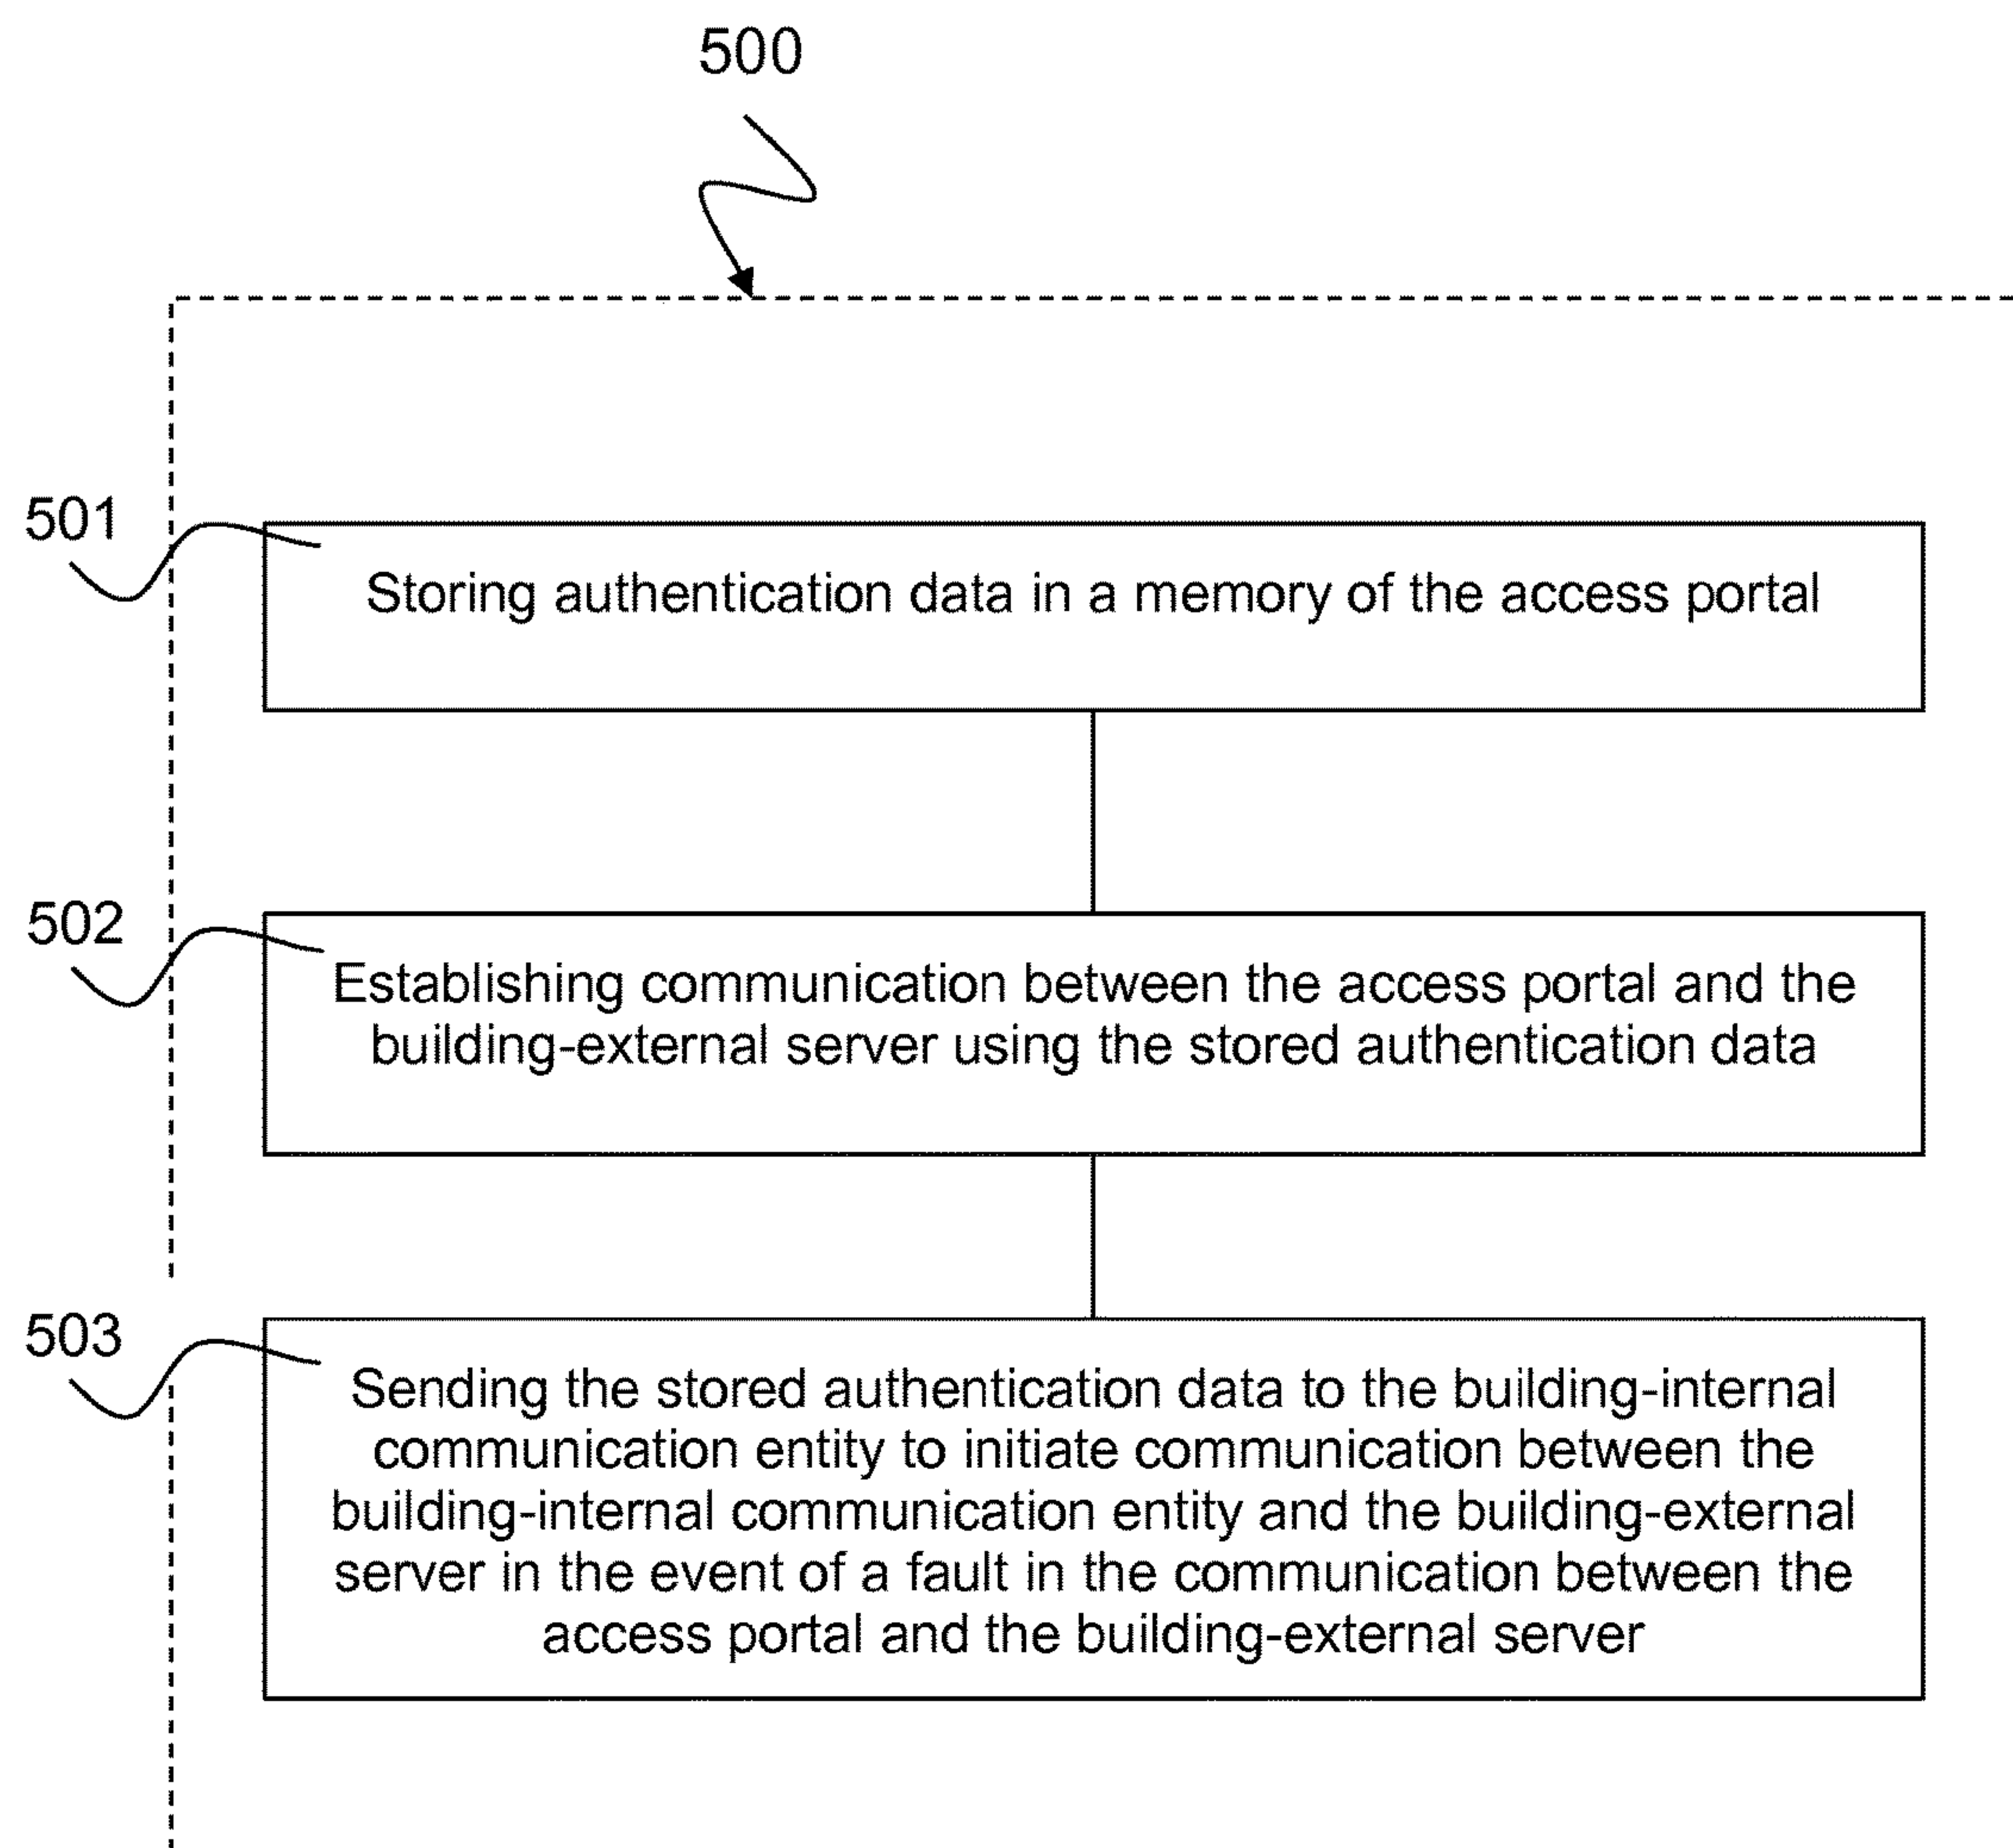 500
501
Storing authentication data in a memory of the access portal
502
Establishing communication between the access portal and the
building-external server using the stored authentication data
503
Sending the stored authentication data to the building-internal
communication entity to initiate communication between the
building-internal communication entity and the building-external
server in the event of a fault in the communication between the
access portal and the building-external server